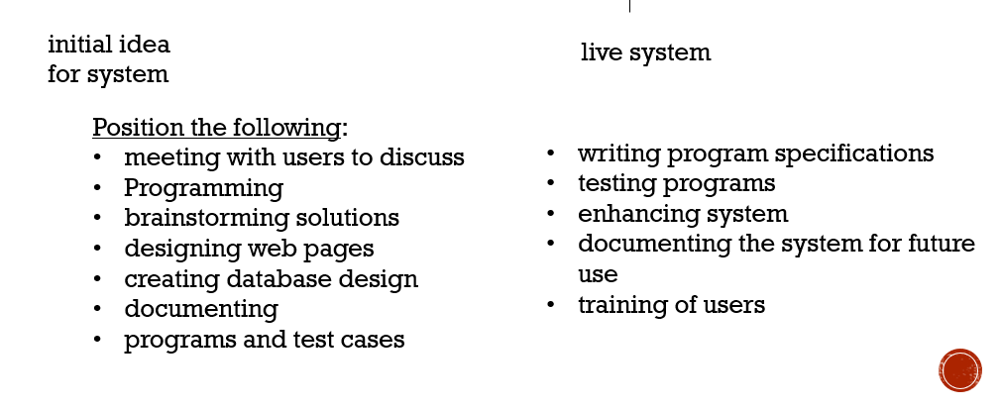 initial idea
for system
live system
Position the following:
• meeting with users to discuss
• Programming
• brainstorming solutions
• designing web pages
• creating database design
• documenting
• programs and test cases
• writing program specifications
• testing programs
• enhancing system
• documenting the system for future
use
• training of users